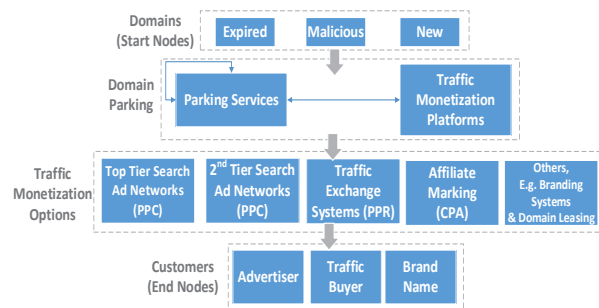 Domains
(Start Nodes)
Expired
Malicious
New
Domain
Parking
Parking Services
Traffic
Monetization
Platforms
Traffic
Monetization
Options
Top Tier Search
Ad Networks
(PPC)
2nd Tier Search
Ad Networks
(PPC)
Traffic
Exchange
Systems (PPR)
Affiliate
Marking
(CPA)
Others,
E.g. Branding
Systems
& Domain Leasing
Customers
(End Nodes)
Advertiser
Traffic
Buyer
Brand
Name